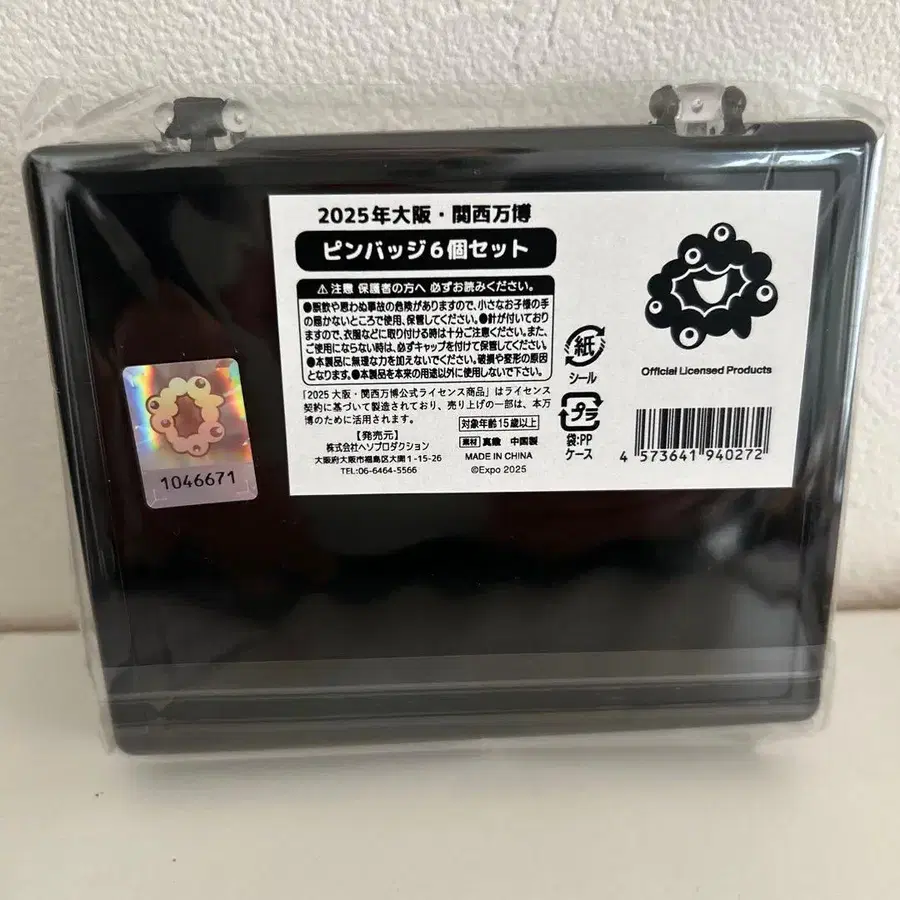 2025年大阪・関西万博
ピンバッジ6個セット
⚠注意 保護者の方へ 必ずお読みください。
●誤飲や思わぬ事故の危険がありますので、小さなお子様の手
の届かないところで使用、保管してください。●針が付いており
ますので、衣服などに取り付ける時は十分ご注意ください。また、
ご使用にならない時は、必ずキャップを付けて保管してください。
●本製品に無理な力を加えないでください。破損や変形の原因
となります。●本製品を本来の用途以外に使用しないで下さい。
「2025 大阪・関西万博公式ライセンス商品」はライセンス
契約に基づいて製造されており、売り上げの一部は、本万
博のために活用されます。
対象年齢15歳以上
【発売元】
株式会社ヘソプロダクション
大阪府大阪市福島区大開1-15-26
TEL:06-6464-5566
素材 真鍮 中国製
MADE IN CHINA
©Expo 2025
紙
シール
プラ
袋:PP
ケース
Official Licensed Products
4 573641 940272
1046671